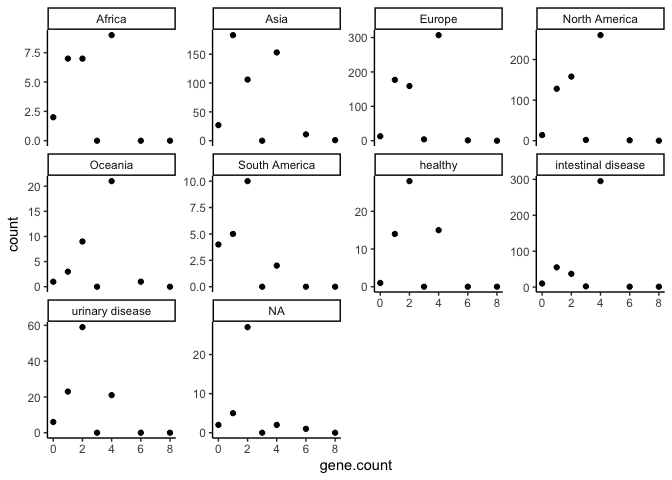 Africa
Asia
Europe
North America
7.5
5.0
2.5
0.0
150
100
50
0
300
200
100
0
200
100
0
Oceania
South America
healthy
intestinal disease
20
15
10
5
0
10.0
7.5
5.0
2.5
0.0
20
10
0
300
200
100
0
0 2 4 6 8
0 2 4 6 8
urinary disease
NA
60
40
20
0
20
10
0
0 2 4 6 8
0 2 4 6 8
count
gene.count